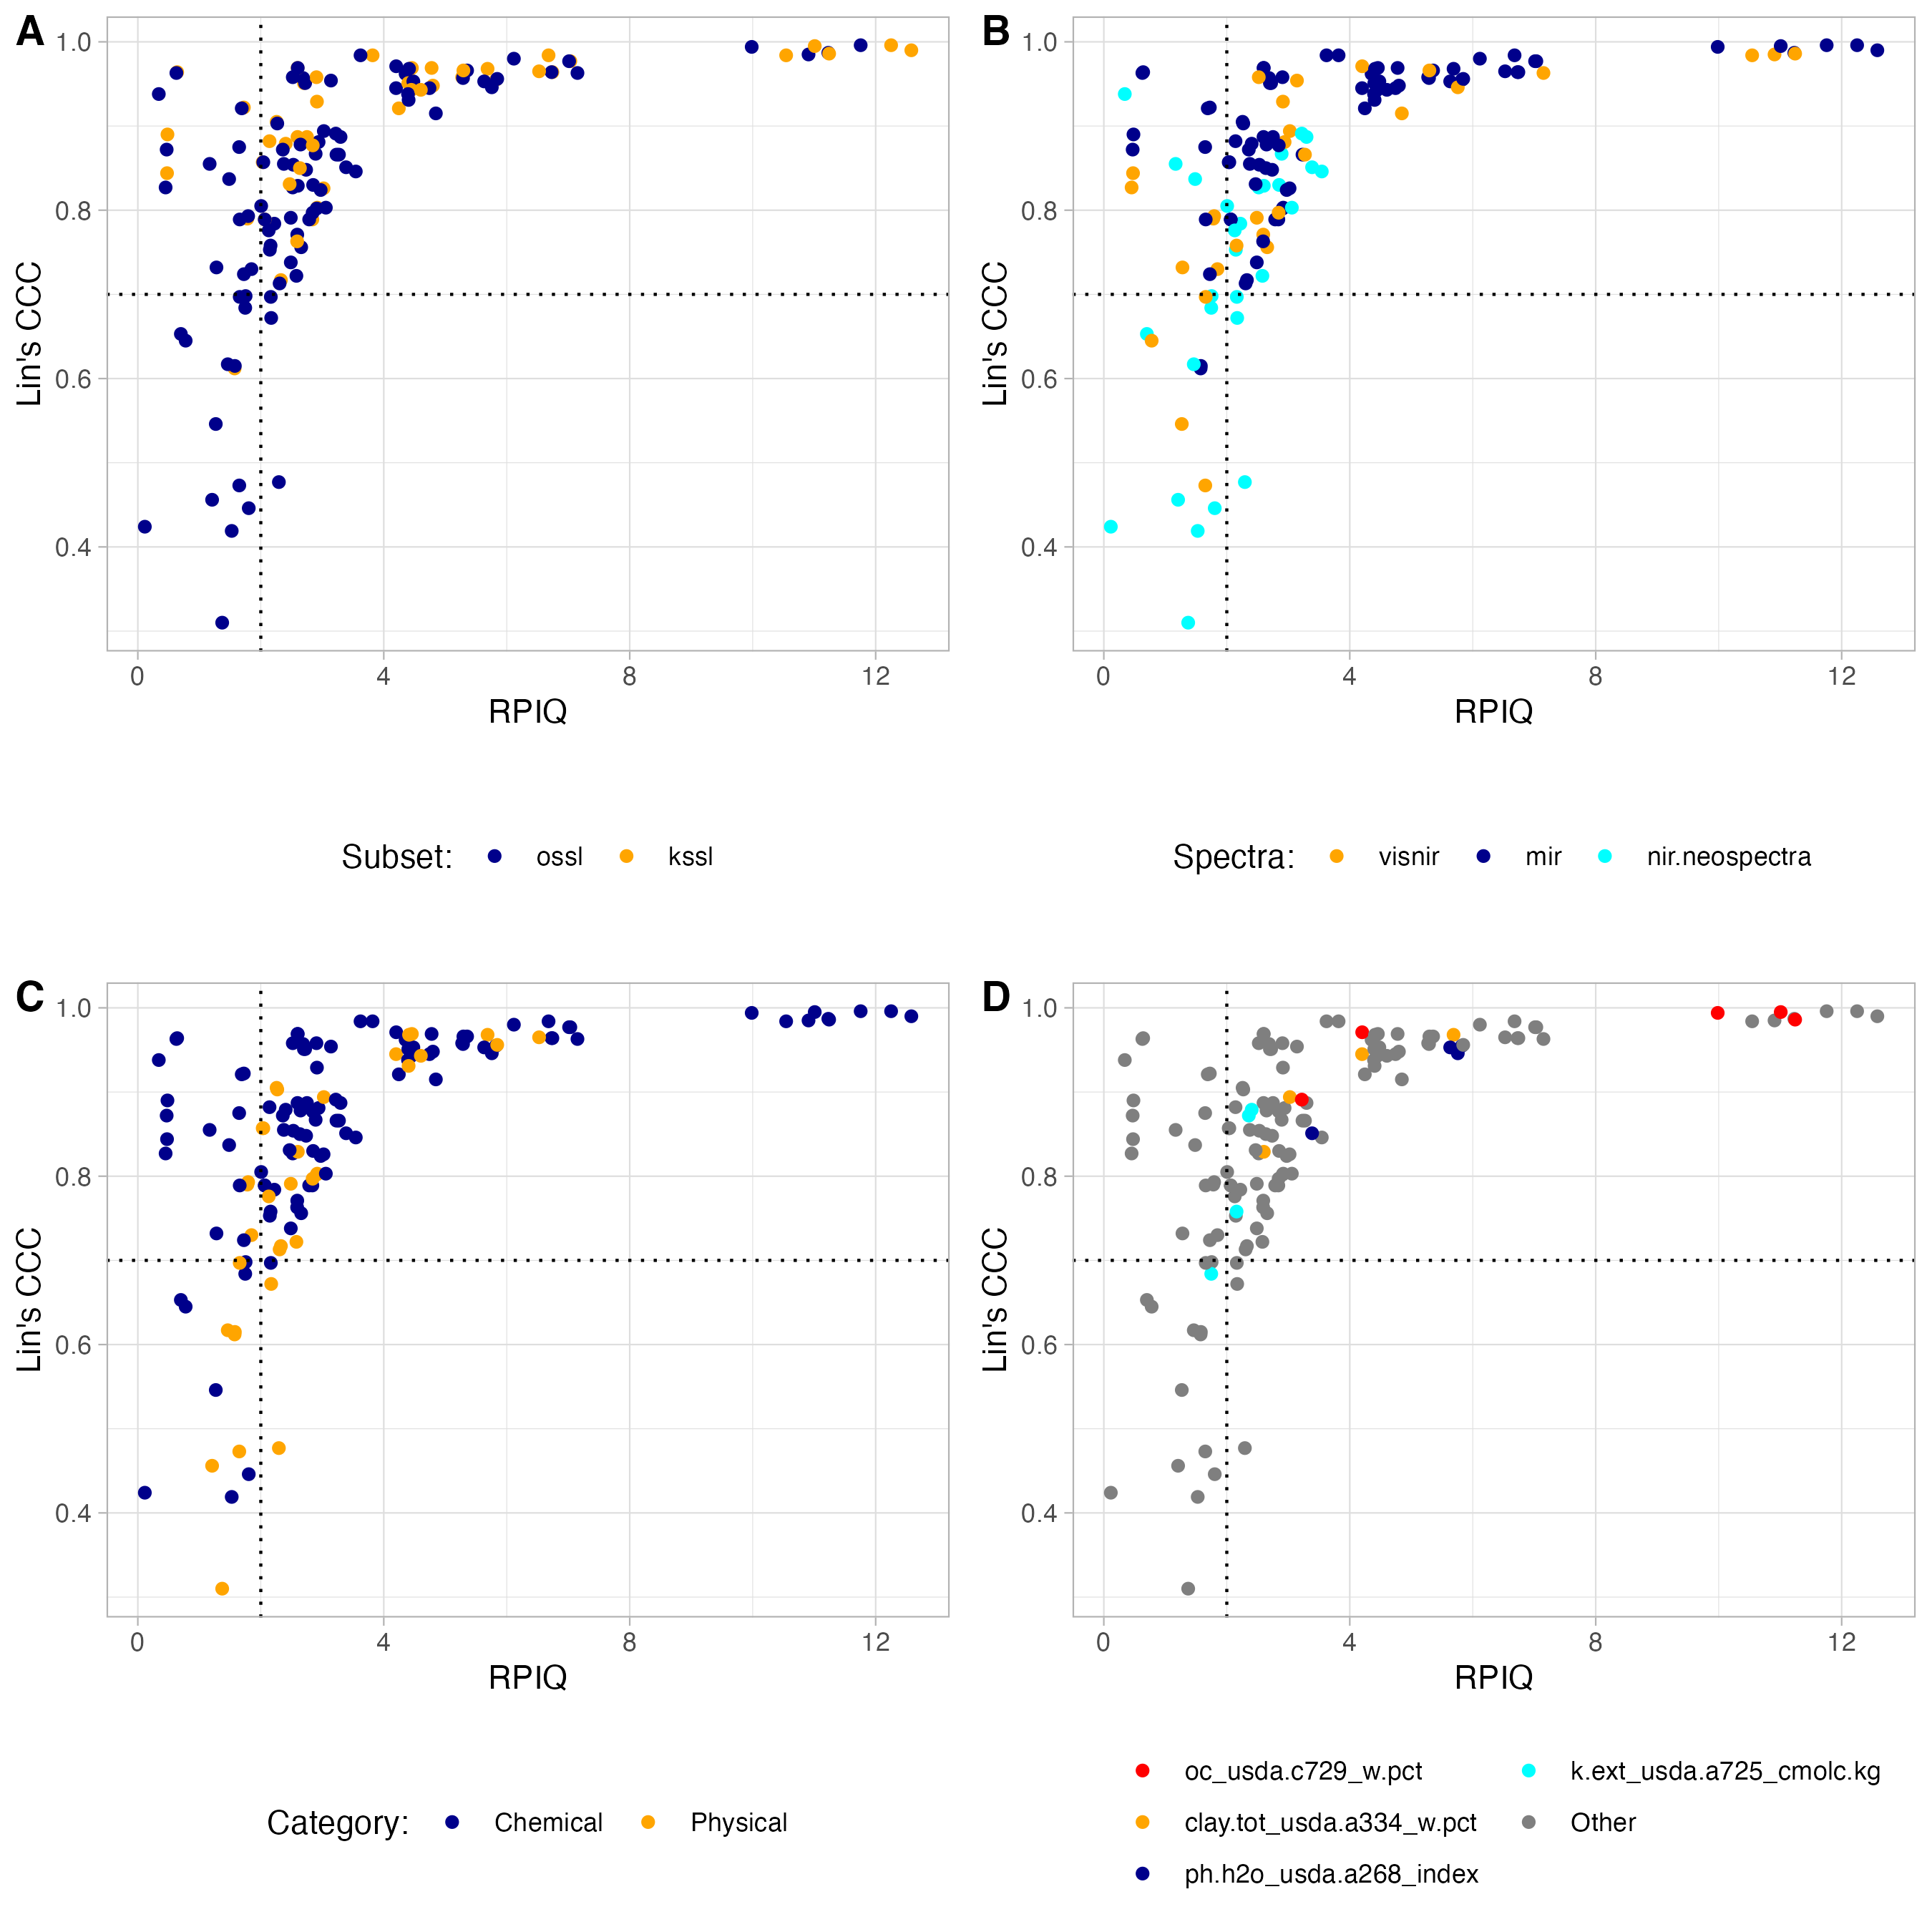 A
1.0
0.8
0.6
0.4
Lin's CCC
0 4 8 12
RPIQ
Subset: ossl kssl
B
1.0
0.8
0.6
0.4
Lin's CCC
0 4 8 12
RPIQ
Spectra: visnir mir nir.neospectra
C
1.0
0.8
0.6
0.4
Lin's CCC
0 4 8 12
RPIQ
Category: Chemical Physical
D
1.0
0.8
0.6
0.4
Lin's CCC
0 4 8 12
RPIQ
oc_usda.c729_w.pct k.ext_usda.a725_cmolc.kg
clay.tot_usda.a334_w.pct Other
ph.h2o_usda.a268_index